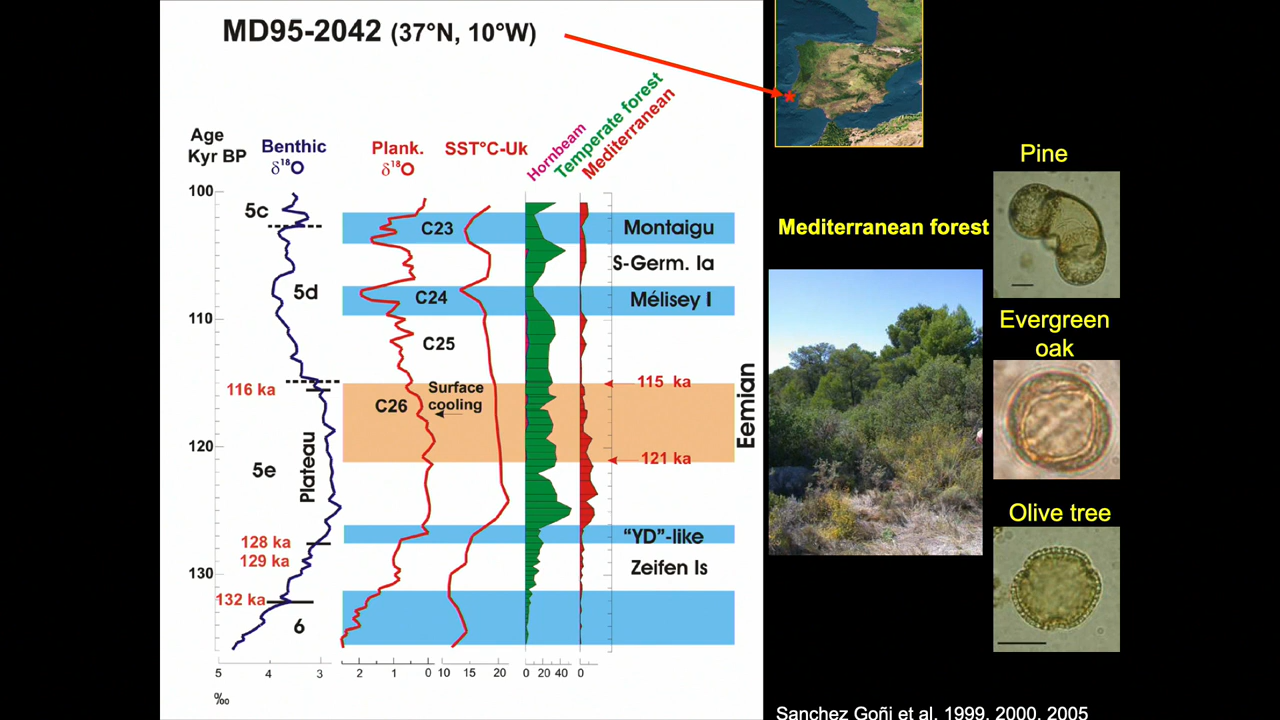 MD95-2042 (37°N, 10°W)
Age
Kyr BP
Benthic
δ¹⁸O
Plank.
δ¹⁸O
SST°C-Uk
Hornbeam
Temperate forest
Mediterranean
100
110
120
130
5c
5d
116 ka
5e
Plateau
128 ka
129 ka
132 ka
6
C23
C24
C25
Surface
cooling
C26
115 ka
121 ka
Montaigu
S-Germ. Ia
Mélisey I
Eemian
“YD”-like
Zeifen Is
5 4 3
2 1 0
10 15 20
0 20 40
0
‰
Pine
Mediterranean forest
Evergreen
oak
Olive tree
Sanchez Goñi et al. 1999, 2000, 2005